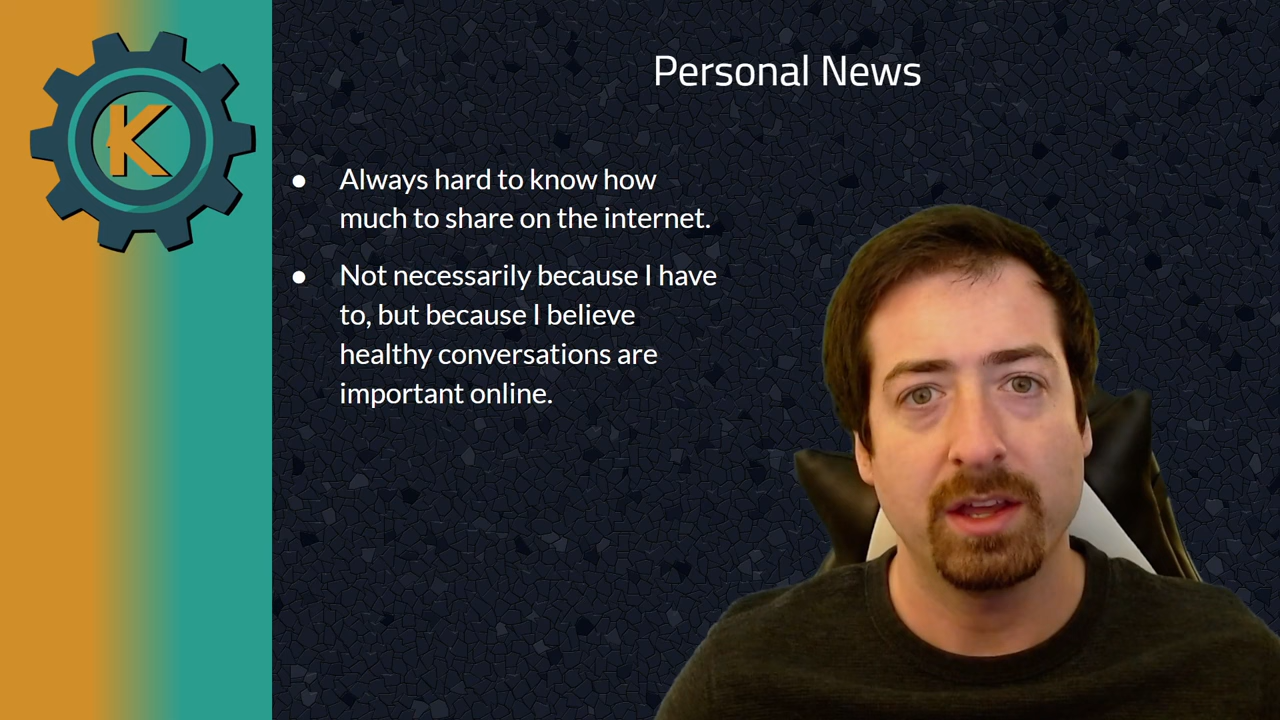 K
Personal News
● Always hard to know how
much to share on the internet.
● Not necessarily because I have
to, but because I believe
healthy conversations are
important online.